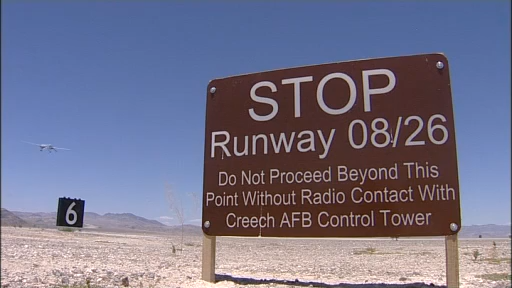 STOP
Runway 08/26
Do Not Proceed Beyond This
Point Without Radio Contact With
Creech AFB Control Tower
6